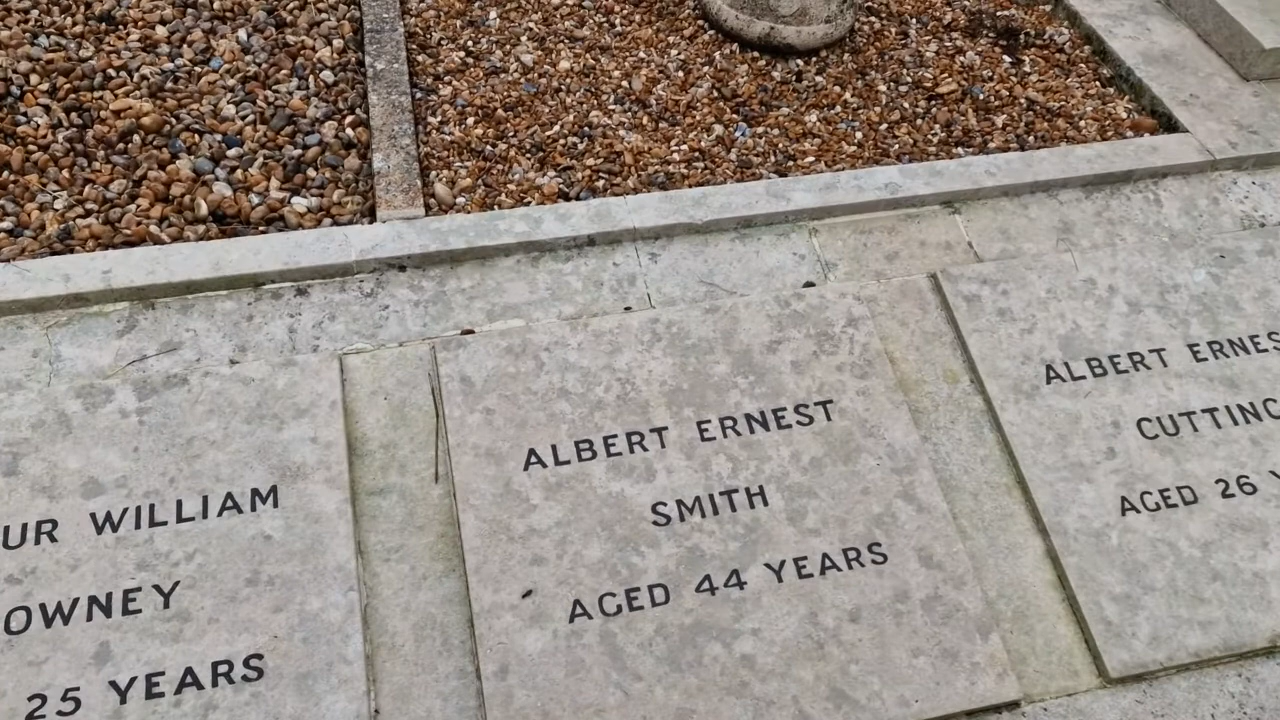 UR WILLIAM
OWNEY
25 YEARS
ALBERT ERNEST
SMITH
AGED 44 YEARS
ALBERT ERNES
CUTTING
AGED 26 Y